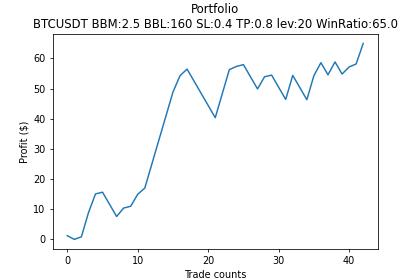 Portfolio
BTCUSDT BBM:2.5 BBL:160 SL:0.4 TP:0.8 lev:20 WinRatio:65.0
60
50
40
30
20
10
0
Profit ($)
0 10 20 30 40
Trade counts